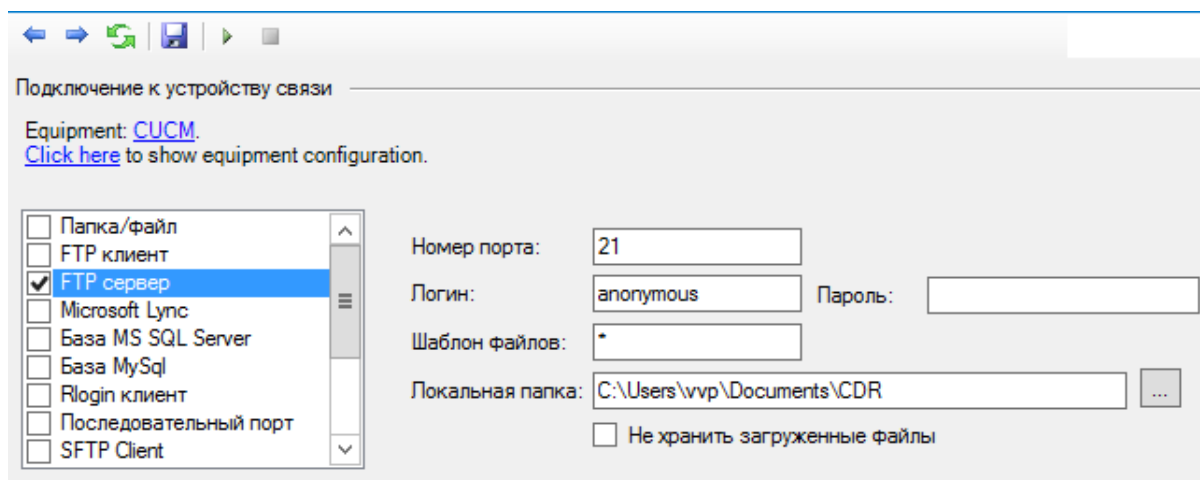 Подключение к устройству связи
Equipment: CUCM.
Click here to show equipment configuration.
Папка/файл
FTP клиент
FTP сервер
Microsoft Lync
База MS SQL Server
База MySql
Rlogin клиент
Последовательный порт
SFTP Client
Номер порта: 21
Логин: anonymous Пароль:
Шаблон файлов: *
Локальная папка: C:\Users\vvp\Documents\CDR ...
Не хранить загруженные файлы